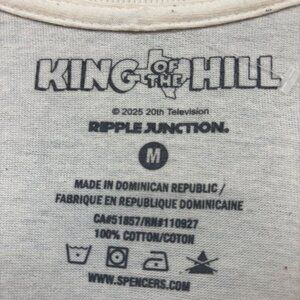 KING OF THE HILL
© 2025 20th Television
RIPPLE JUNCTION.
M
MADE IN DOMINICAN REPUBLIC /
FABRIQUE EN REPUBLIQUE DOMINICAINE
CA#51857/RN#110927
100% COTTON/COTON
WWW.SPENCERS.COM